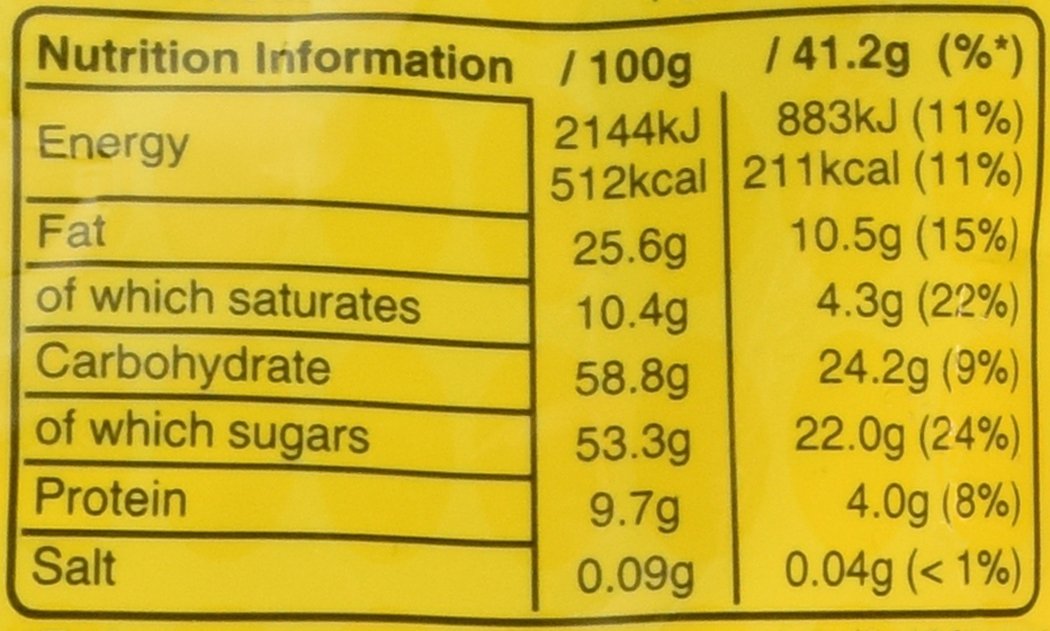 Nutrition Information / 100g / 41.2g (%*)
Energy 2144kJ 883kJ (11%)
512kcal 211kcal (11%)
Fat 25.6g 10.5g (15%)
of which saturates 10.4g 4.3g (22%)
Carbohydrate 58.8g 24.2g (9%)
of which sugars 53.3g 22.0g (24%)
Protein 9.7g 4.0g (8%)
Salt 0.09g 0.04g (< 1%)